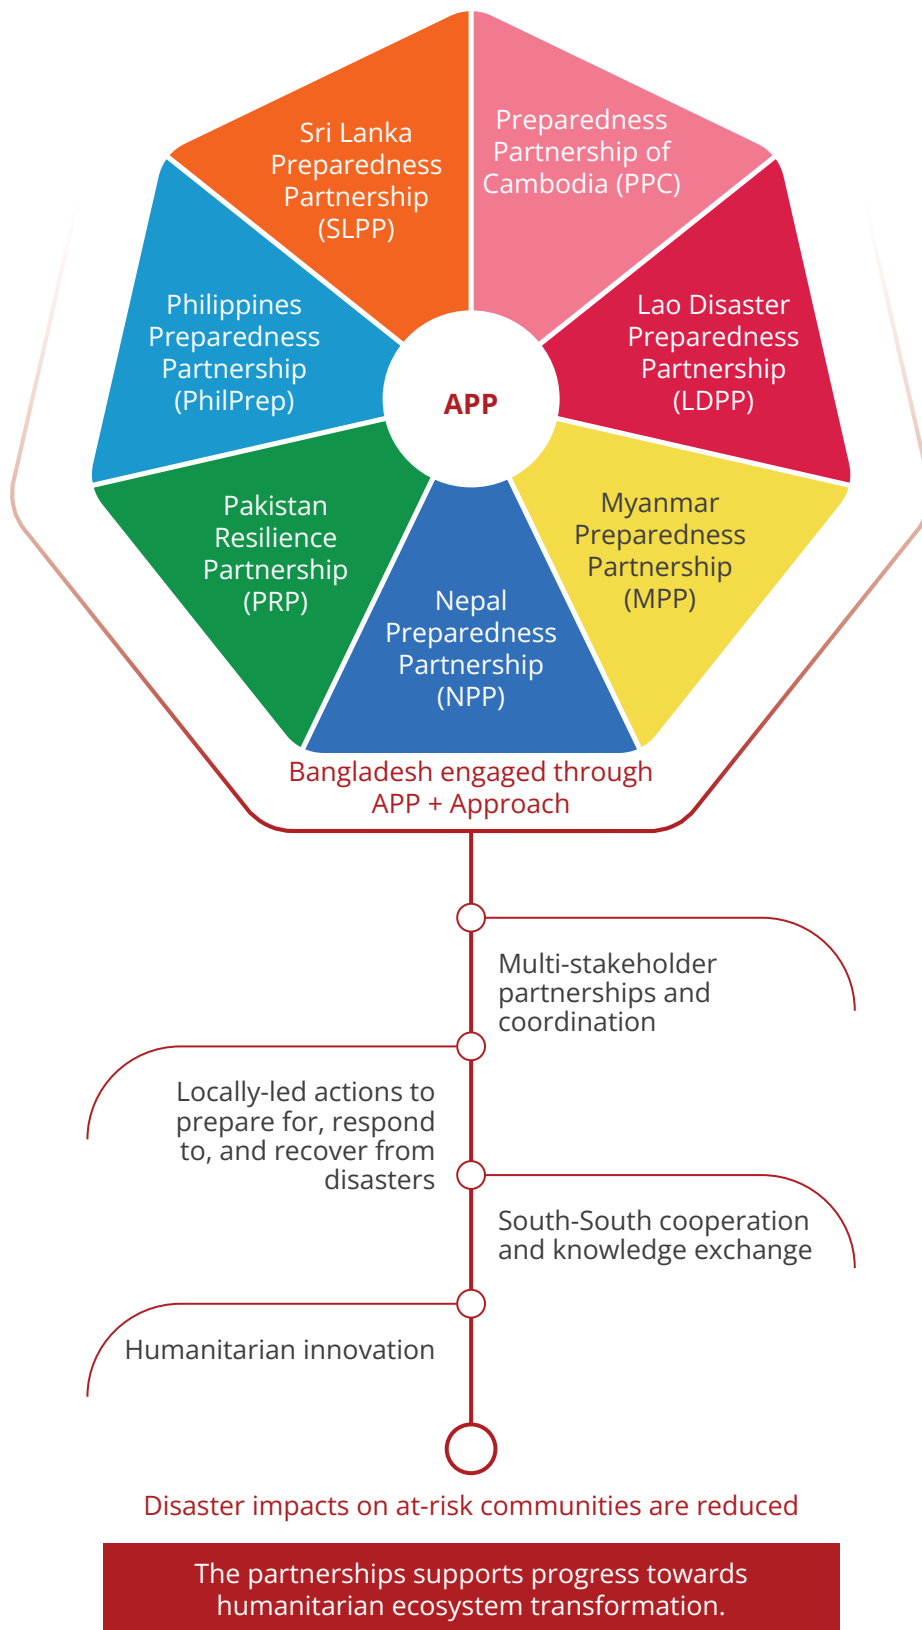 Sri Lanka
Preparedness
Partnership
(SLPP)
Preparedness
Partnership of
Cambodia (PPC)
Philippines
Preparedness
Partnership
(PhilPrep)
Lao Disaster
Preparedness
Partnership
(LDPP)
APP
Pakistan
Resilience
Partnership
(PRP)
Myanmar
Preparedness
Partnership
(MPP)
Nepal
Preparedness
Partnership
(NPP)
Bangladesh engaged through
APP + Approach
Multi-stakeholder
partnerships and
coordination
Locally-led actions to
prepare for, respond
to, and recover from
disasters
South-South cooperation
and knowledge exchange
Humanitarian innovation
Disaster impacts on at-risk communities are reduced
The partnerships supports progress towards
humanitarian ecosystem transformation.